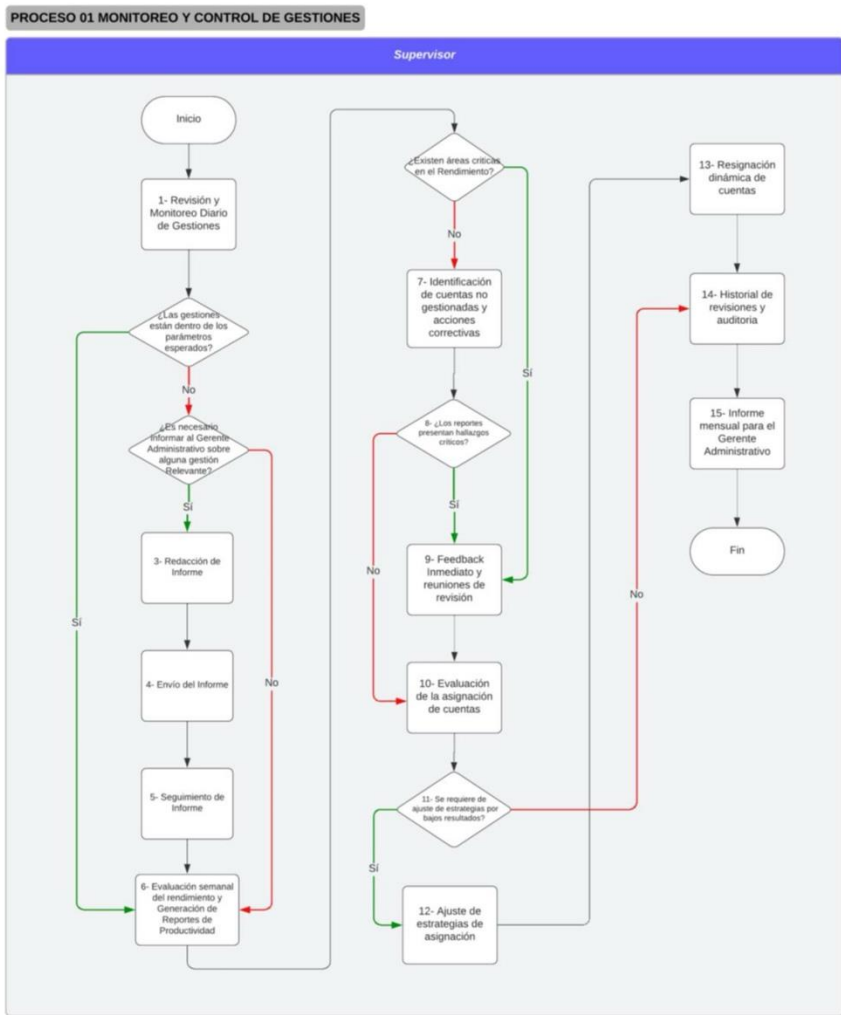 PROCESO 01 MONITOREO Y CONTROL DE GESTIONES
Supervisor
Inicio
1- Revisión y
Monitoreo Diario
de Gestiones
¿Las gestiones
están dentro de los
parámetros
esperados?
No
¿Es necesario
Informar al Gerente
Administrativo sobre
alguna gestión
Relevante?
Sí
3- Redacción de
Informe
Sí
4- Envío del Informe
No
5- Seguimiento de
Informe
6- Evaluación semanal
del rendimiento y
Generación de
Reportes de
Productividad
¿Existen áreas criticas
en el Rendimiento?
No
7- Identificación
de cuentas no
gestionadas y
acciones
correctivas
Sí
8- ¿Los reportes
presentan hallazgos
críticos?
Sí
9- Feedback
Inmediato y
reuniones de
revisión
No
10- Evaluación
de la asignación
de cuentas
11- Se requiere de
ajuste de estrategias por
bajos resultados?
Sí
12- Ajuste de
estrategias de
asignación
No
13- Resignación
dinámica de
cuentas
14- Historial de
revisiones y
auditoria
15- Informe
mensual para el
Gerente
Administrativo
Fin